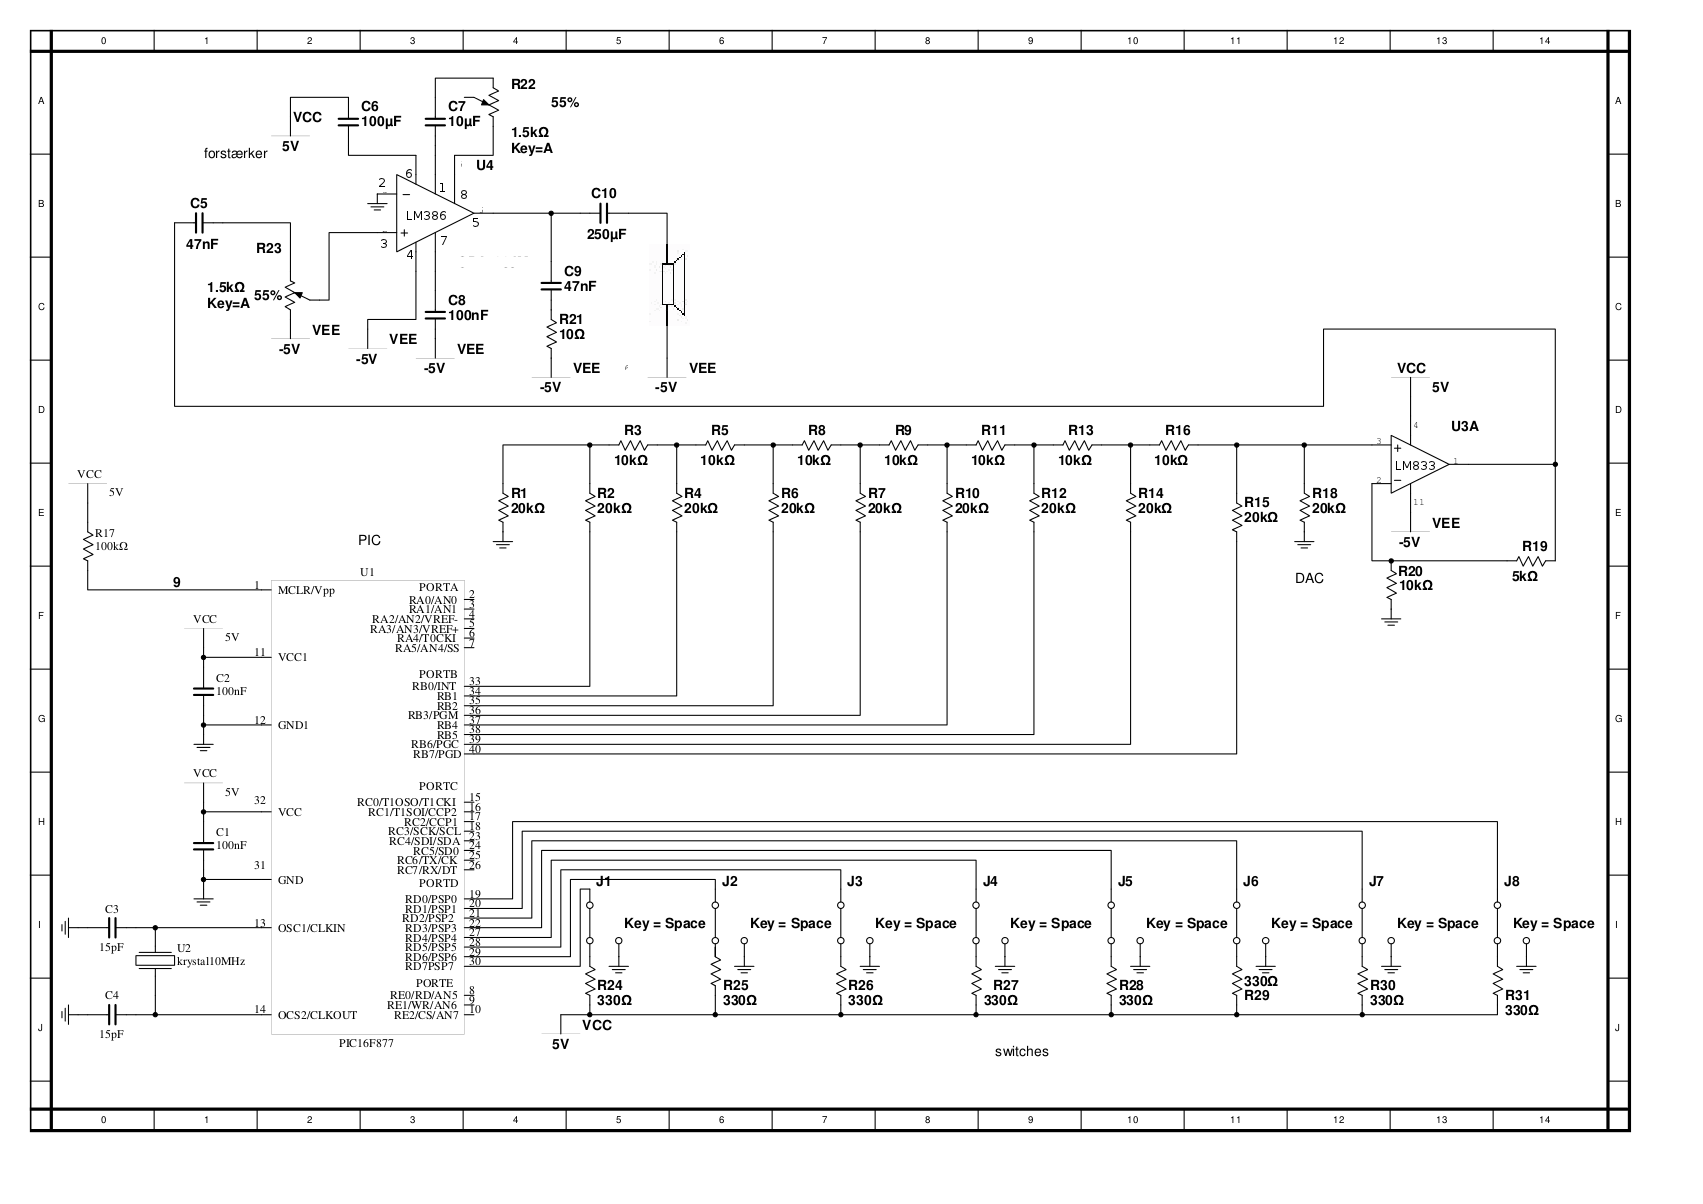 0 1 2 3 4 5 6 7 8 9 10 11 12 13 14
A A
B B
C C
D D
E E
F F
G G
H H
I I
J J
VCC
5V
forstærker
C6
100µF
C7
10µF
R22
55%
1.5kΩ
Key=A
U4
6
1
8
2
LM386
5
3
4
7
C5
47nF
R23
1.5kΩ
Key=A
55%
VEE
-5V
VEE
-5V
C8
100nF
VEE
-5V
C10
250µF
C9
47nF
R21
10Ω
VEE
-5V
VEE
-5V
VCC
5V
U3A
3
4
LM833
1
2
11
VEE
-5V
R19
5kΩ
R20
10kΩ
DAC
R3
10kΩ
R5
10kΩ
R8
10kΩ
R9
10kΩ
R11
10kΩ
R13
10kΩ
R16
10kΩ
R1
20kΩ
R2
20kΩ
R4
20kΩ
R6
20kΩ
R7
20kΩ
R10
20kΩ
R12
20kΩ
R14
20kΩ
R15
20kΩ
R18
20kΩ
VCC
5V
R17
100kΩ
9
PIC
U1
1 MCLR/Vpp
VCC
5V
11 VCC1
C2
100nF
12 GND1
VCC
5V
32 VCC
C1
100nF
31 GND
C3
15pF
13 OSC1/CLKIN
U2
krystal10MHz
C4
15pF
14 OCS2/CLKOUT
PORTA
RA0/AN0 2
RA1/AN1 3
RA2/AN2/VREF- 4
RA3/AN3/VREF+ 5
RA4/T0CKI 6
RA5/AN4/SS 7
PORTB
RB0/INT 33
RB1 34
RB2 35
RB3/PGM 36
RB4 37
RB5 38
RB6/PGC 39
RB7/PGD 40
PORTC
RC0/T1OSO/T1CKI 15
RC1/T1SOI/CCP2 16
RC2/CCP1 17
RC3/SCK/SCL 18
RC4/SDI/SDA 23
RC5/SD0 24
RC6/TX/CK 25
RC7/RX/DT 26
PORTD
RD0/PSP0 19
RD1/PSP1 20
RD2/PSP2 21
RD3/PSP3 22
RD4/PSP4 27
RD5/PSP5 28
RD6/PSP6 29
RD7PSP7 30
PORTE
RE0/RD/AN5 8
RE1/WR/AN6 9
RE2/CS/AN7 10
PIC16F877
J1
Key = Space
R24
330Ω
J2
Key = Space
R25
330Ω
J3
Key = Space
R26
330Ω
J4
Key = Space
R27
330Ω
J5
Key = Space
R28
330Ω
J6
Key = Space
330Ω
R29
J7
Key = Space
R30
330Ω
J8
Key = Space
R31
330Ω
VCC
5V
switches
0 1 2 3 4 5 6 7 8 9 10 11 12 13 14